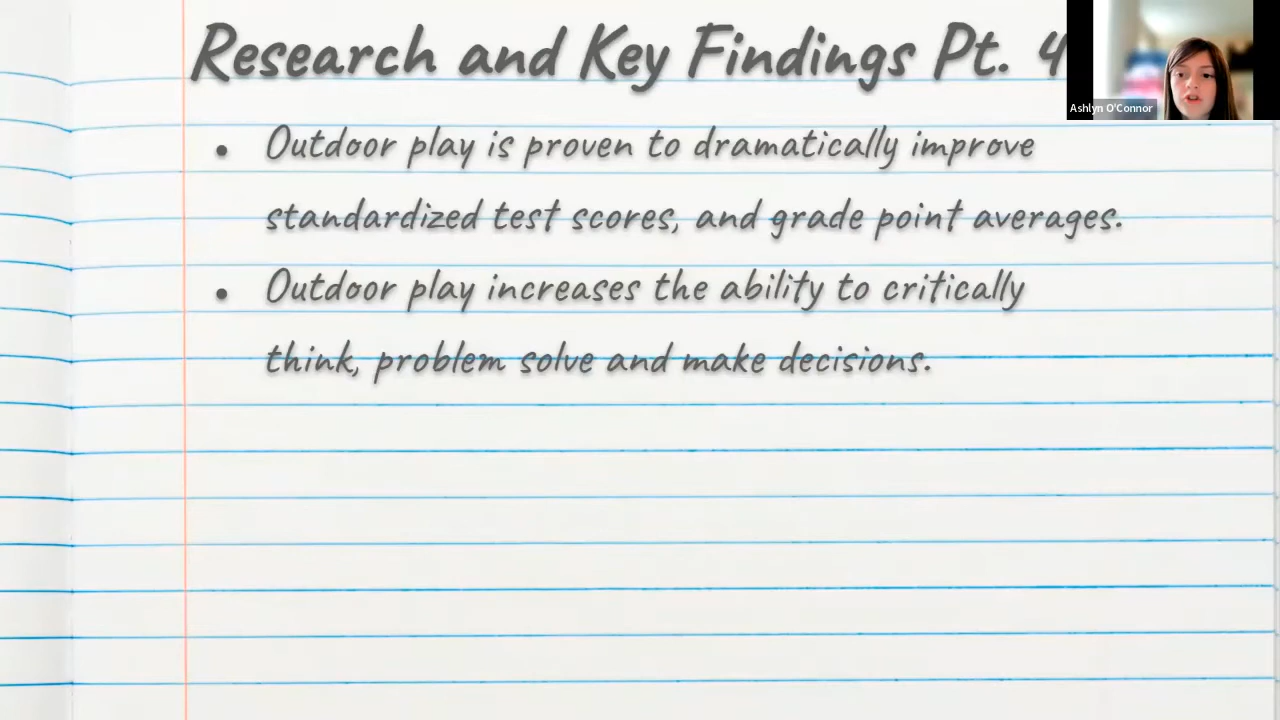 Research and Key Findings Pt. 4
Ashlyn O'Connor
• Outdoor play is proven to dramatically improve
standardized test scores, and grade point averages.
• Outdoor play increases the ability to critically
think, problem solve and make decisions.